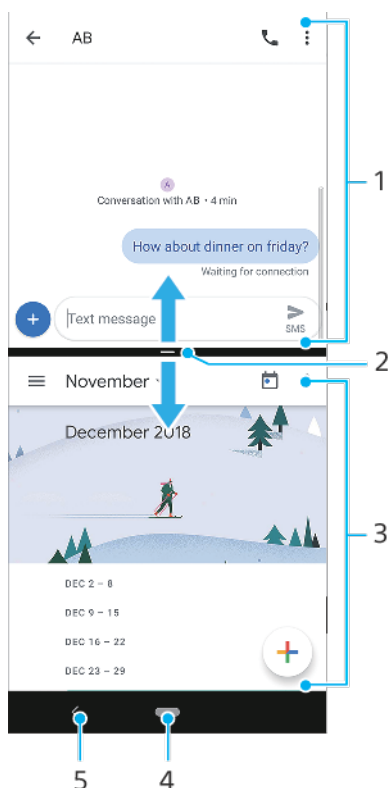 AB
1
A
Conversation with AB • 4 min
How about dinner on friday?
Waiting for connection
Text message
SMS
2
November
December 2018
3
DEC 2 – 8
DEC 9 – 15
DEC 16 – 22
DEC 23 – 29
5 4